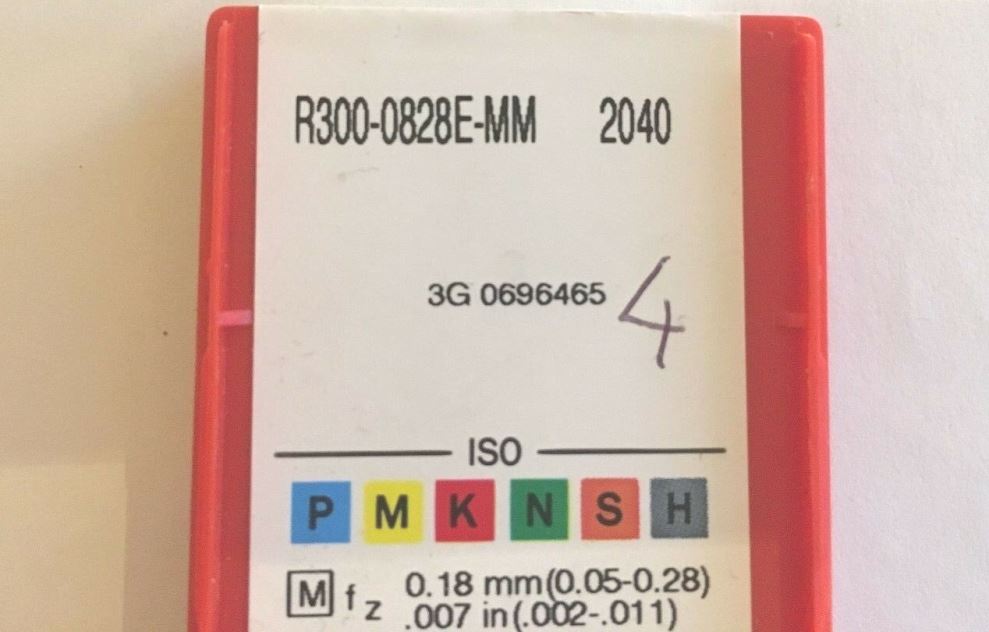 R300-0828E-MM 2040
3G 0696465 4
ISO
P M K N S H
M fz 0.18 mm(0.05-0.28)
.007 in(.002-.011)